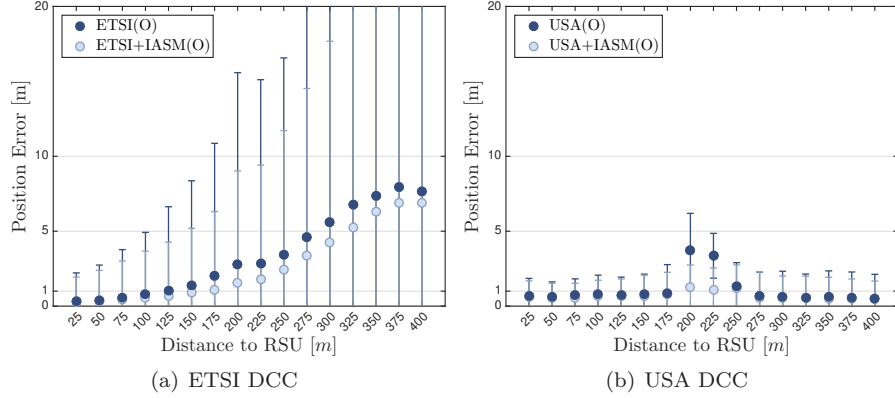 20
10
5
1
0
Position Error [m]
ETSI(O)
ETSI+IASM(O)
25 50 75 100 125 150 175 200 225 250 275 300 325 350 375 400
Distance to RSU [m]
(a) ETSI DCC
20
10
5
1
0
Position Error [m]
USA(O)
USA+IASM(O)
25 50 75 100 125 150 175 200 225 250 275 300 325 350 375 400
Distance to RSU [m]
(b) USA DCC